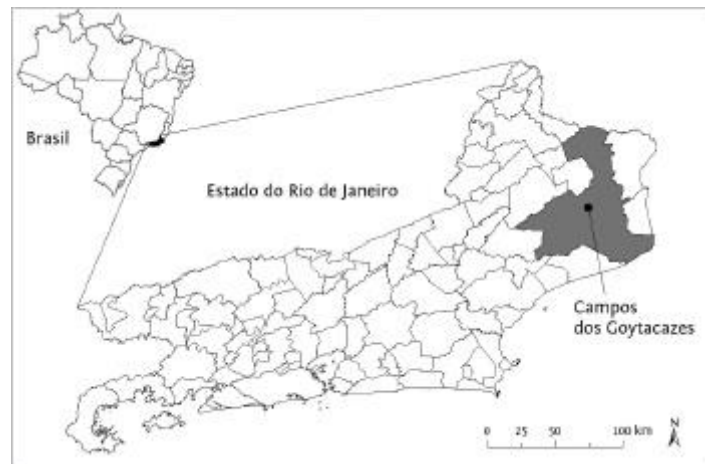 Brasil
Estado do Rio de Janeiro
Campos
dos Goytacazes
0 25 50 100 km
N